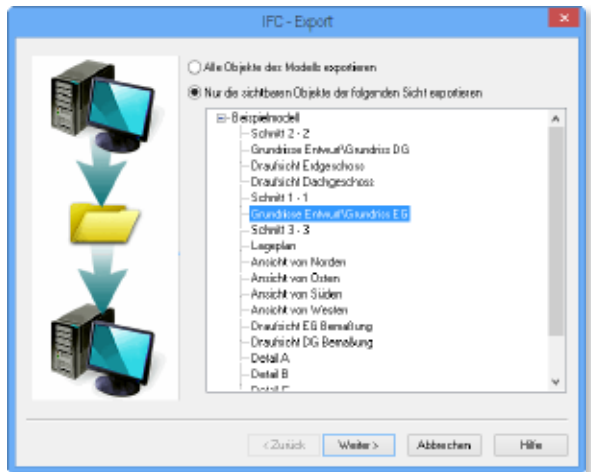 IFC - Export
Alle Objekte des Modells exportieren
Nur die sichtbaren Objekte der folgenden Sicht exportieren
Beispielmodell
Schnitt 2 - 2
Grundrisse Entwurf\Grundriss DG
Draufsicht Erdgeschoss
Draufsicht Dachgeschoss
Schnitt 1 - 1
Grundrisse Entwurf\Grundriss EG
Schnitt 3 - 3
Lageplan
Ansicht von Norden
Ansicht von Osten
Ansicht von Süden
Ansicht von Westen
Draufsicht EG Bemaßung
Draufsicht DG Bemaßung
Detail A
Detail B
< Zurück Weiter > Abbrechen Hilfe